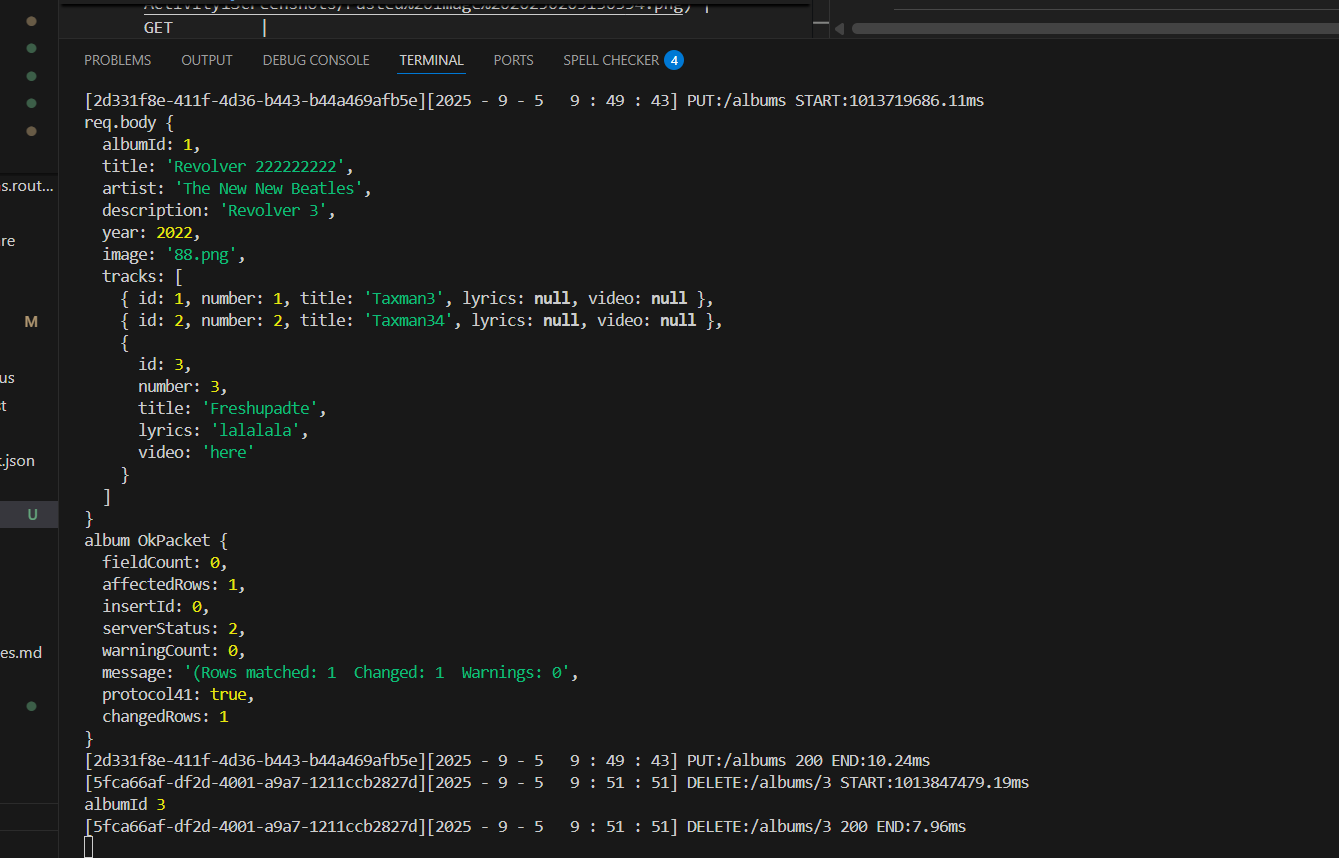 GET
PROBLEMS OUTPUT DEBUG CONSOLE TERMINAL PORTS SPELL CHECKER 4
[2d331f8e-411f-4d36-b443-b44a469afb5e][2025 - 9 - 5   9 : 49 : 43] PUT:/albums START:1013719686.11ms
req.body {
  albumId: 1,
  title: 'Revolver 222222222',
  artist: 'The New New Beatles',
  description: 'Revolver 3',
  year: 2022,
  image: '88.png',
  tracks: [
    { id: 1, number: 1, title: 'Taxman3', lyrics: null, video: null },
    { id: 2, number: 2, title: 'Taxman34', lyrics: null, video: null },
    {
      id: 3,
      number: 3,
      title: 'Freshupadte',
      lyrics: 'lalalala',
      video: 'here'
    }
  ]
}
album OkPacket {
  fieldCount: 0,
  affectedRows: 1,
  insertId: 0,
  serverStatus: 2,
  warningCount: 0,
  message: '(Rows matched: 1  Changed: 1  Warnings: 0',
  protocol41: true,
  changedRows: 1
}
[2d331f8e-411f-4d36-b443-b44a469afb5e][2025 - 9 - 5   9 : 49 : 43] PUT:/albums 200 END:10.24ms
[5fca66af-df2d-4001-a9a7-1211ccb2827d][2025 - 9 - 5   9 : 51 : 51] DELETE:/albums/3 START:1013847479.19ms
albumId 3
[5fca66af-df2d-4001-a9a7-1211ccb2827d][2025 - 9 - 5   9 : 51 : 51] DELETE:/albums/3 200 END:7.96ms
s.rout...
re
M
us
t
.json
U
es.md